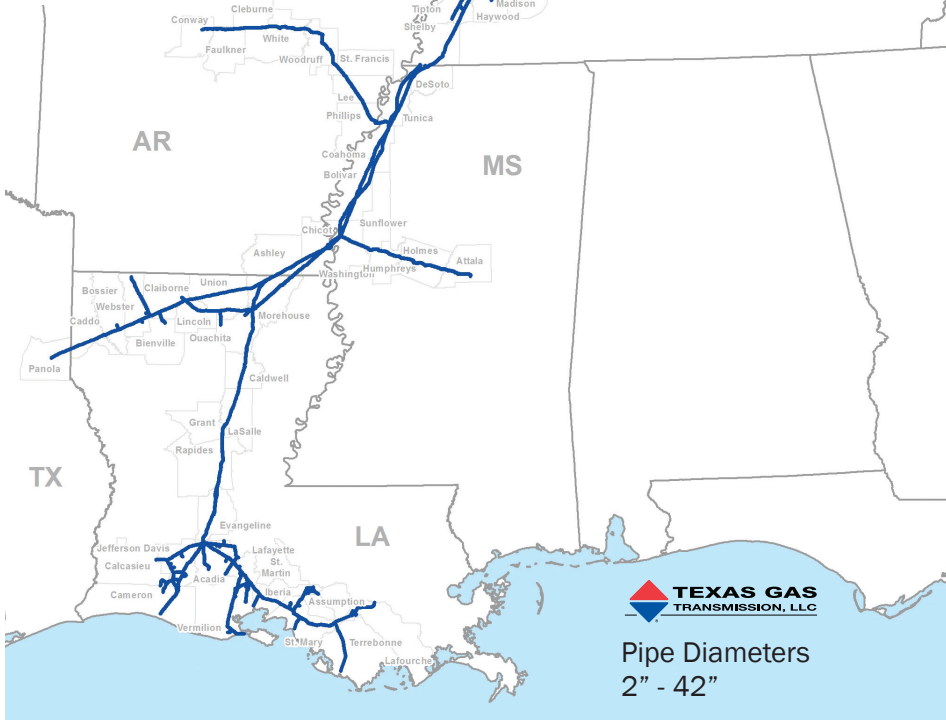 Cleburne
Conway
White
Faulkner
Woodruff
St. Francis
Tipton
Madison
Haywood
Shelby
DeSoto
Lee
Phillips
Tunica
AR
MS
Coahoma
Bolivar
Sunflower
Chicot
Ashley
Holmes
Attala
Washington
Humphreys
Union
Claiborne
Bossier
Webster
Caddo
Lincoln
Morehouse
Bienville
Ouachita
Panola
Caldwell
Grant
LaSalle
Rapides
TX
LA
Evangeline
Jefferson Davis
Calcasieu
Lafayette
St.
Martin
Acadia
Cameron
Iberia
Assumption
Vermilion
St. Mary
Terrebonne
Lafourche
TEXAS GAS
TRANSMISSION, LLC
Pipe Diameters
2” - 42”